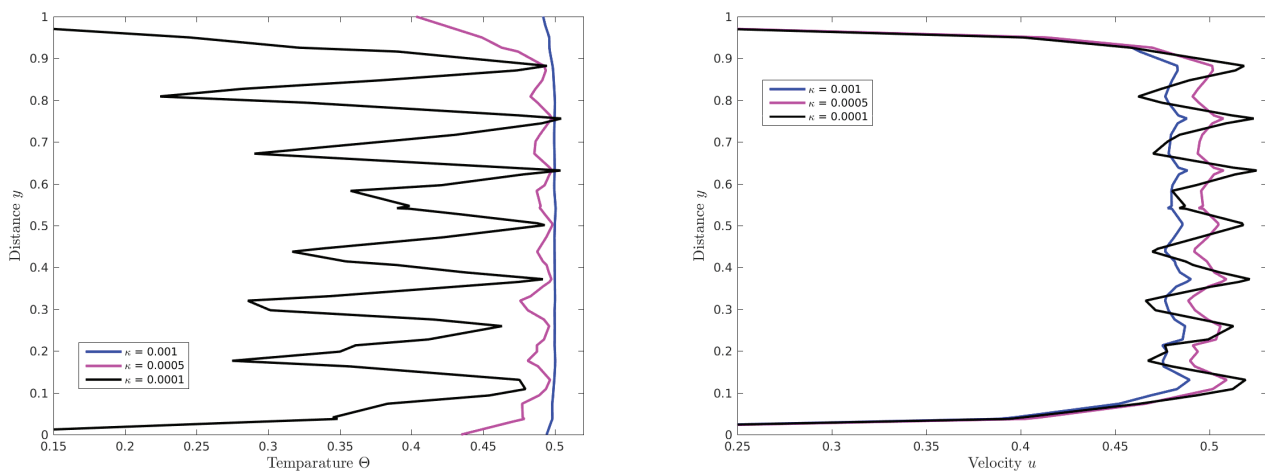 1
0.9
0.8
0.7
0.6
0.5
0.4
0.3
0.2
0.1
0
Distance y
κ = 0.001
κ = 0.0005
κ = 0.0001
0.15 0.2 0.25 0.3 0.35 0.4 0.45 0.5
Temparature Θ
1
0.9
0.8
0.7
0.6
0.5
0.4
0.3
0.2
0.1
0
Distance y
κ = 0.001
κ = 0.0005
κ = 0.0001
0.25 0.3 0.35 0.4 0.45 0.5
Velocity u